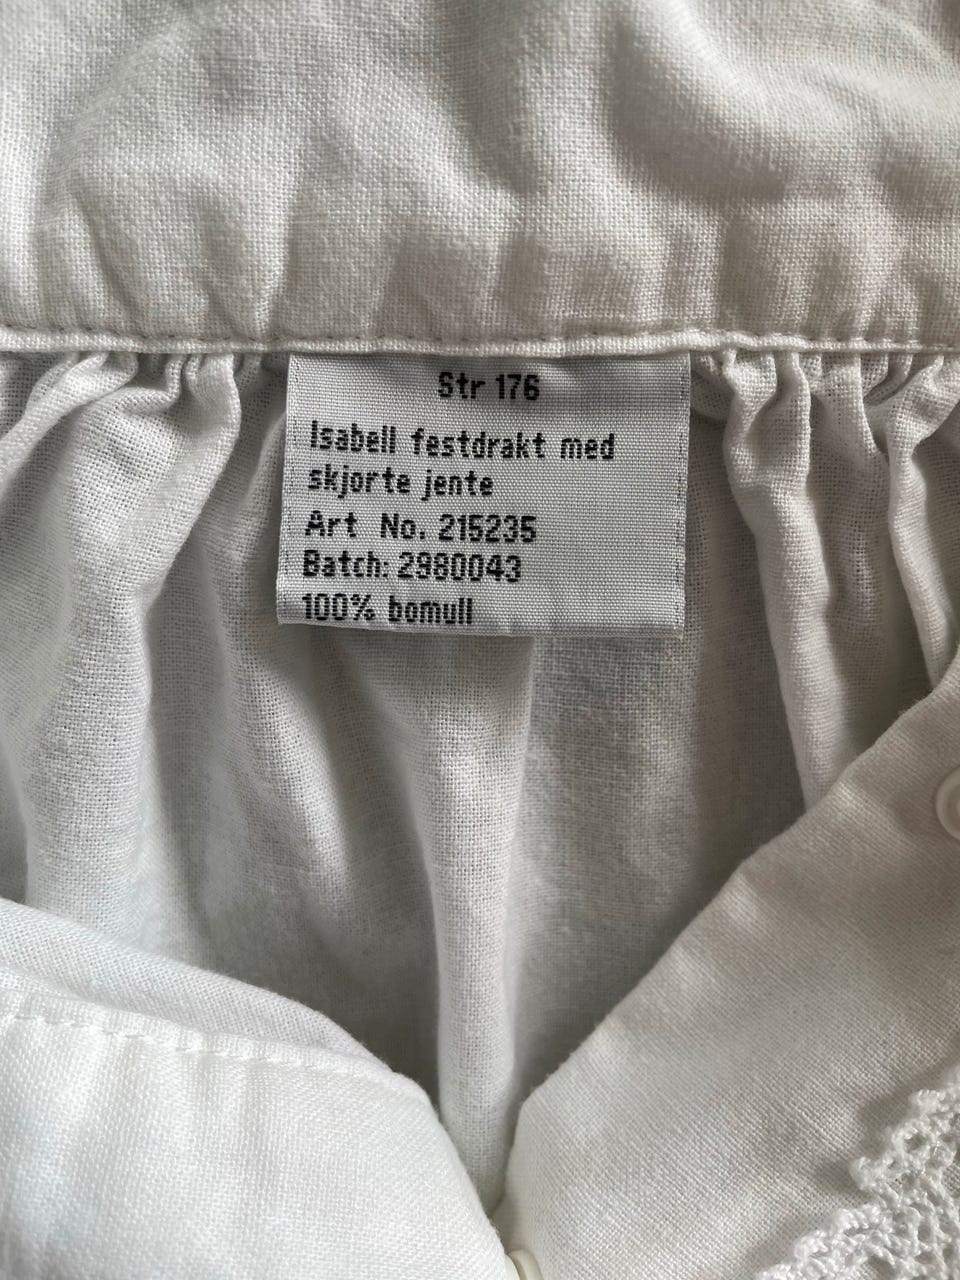 Str 176
Isabell festdrakt med
skjorte jente
Art No. 215235
Batch: 2980043
100% bomull